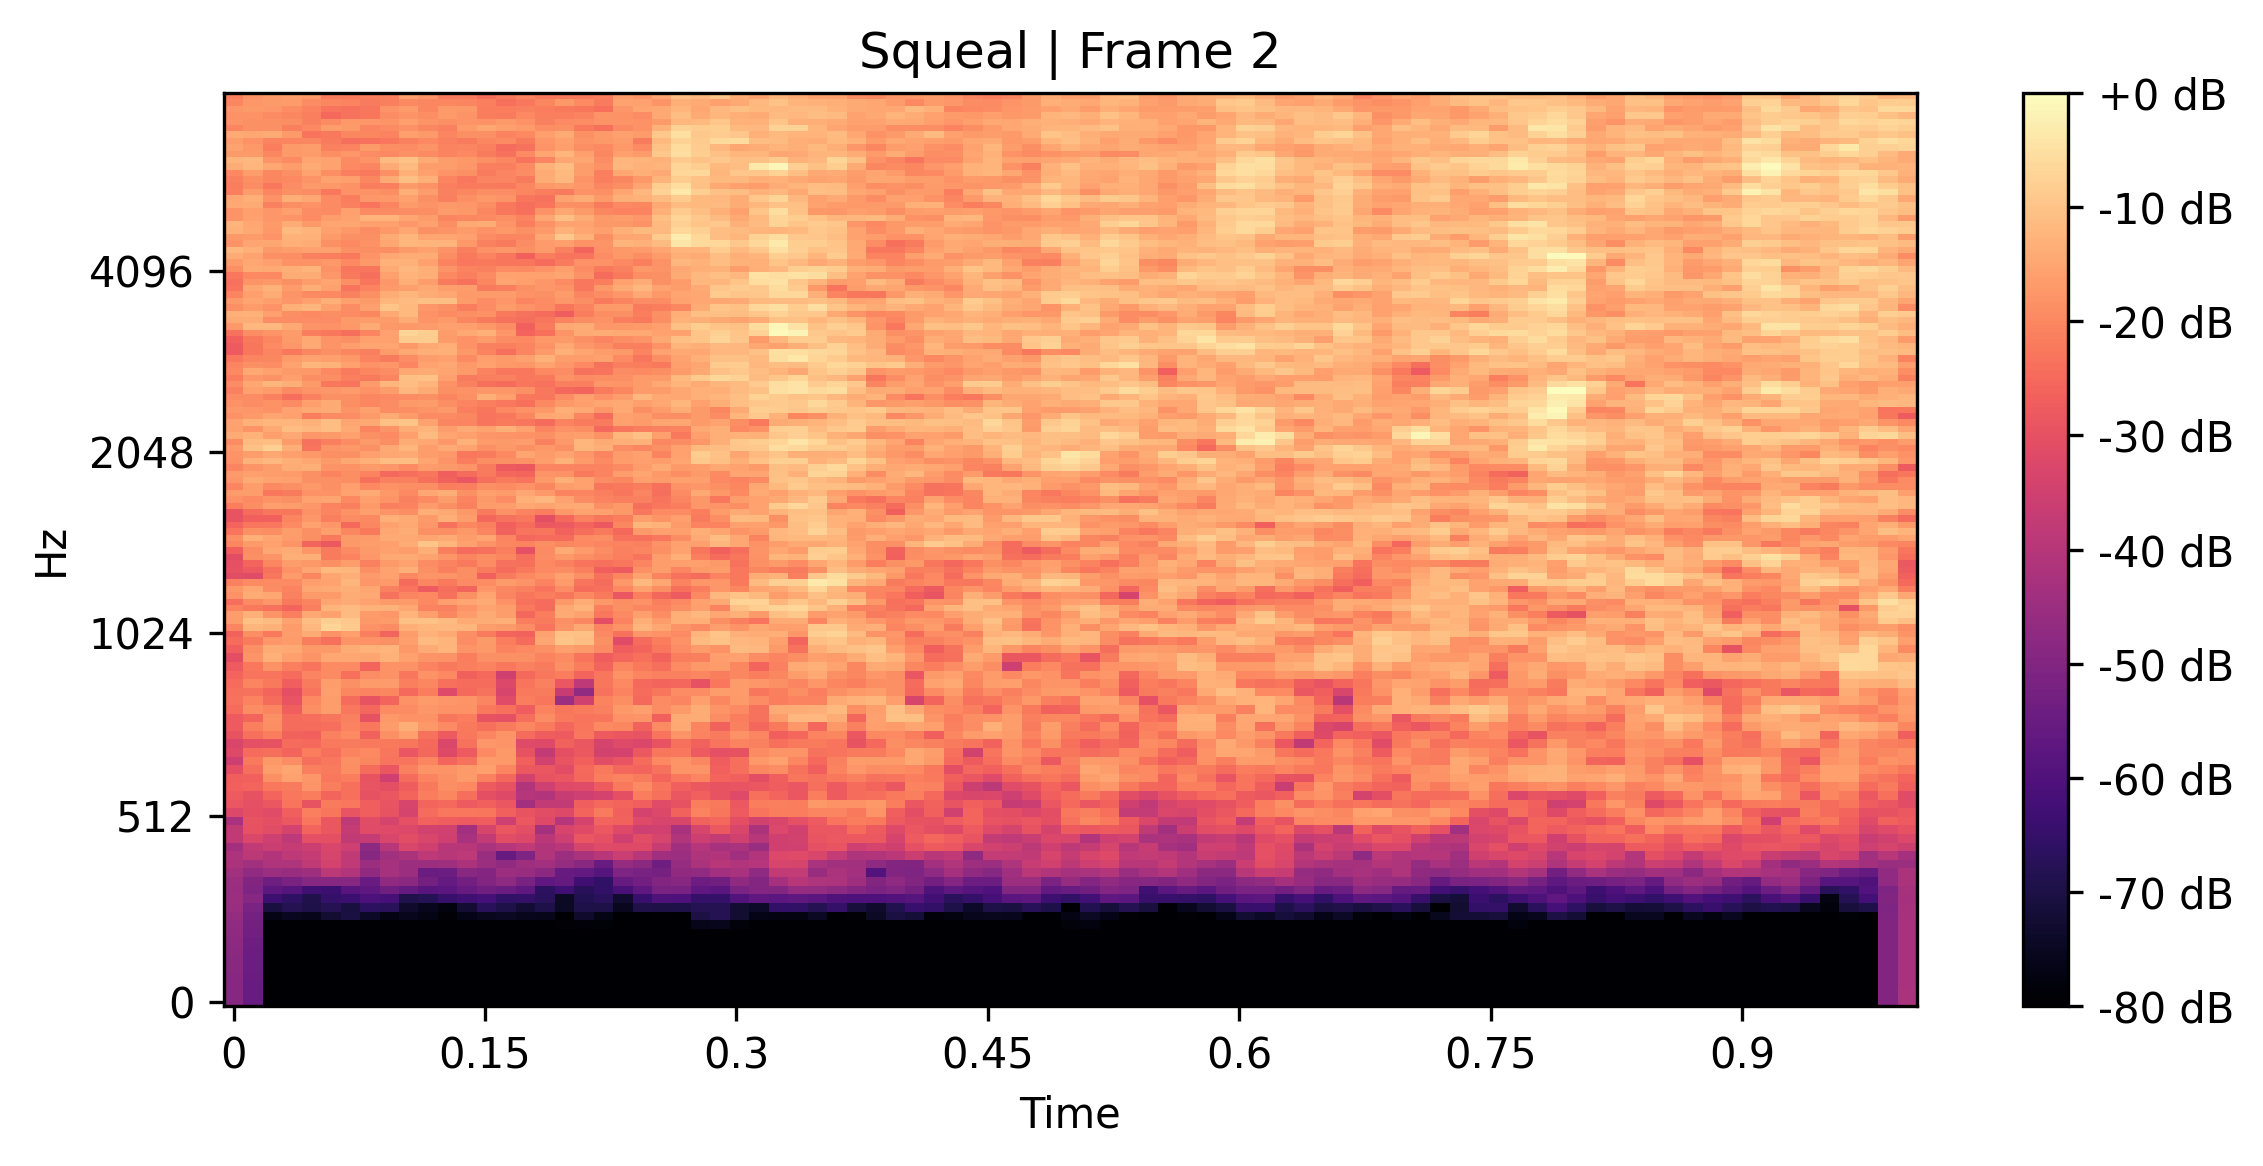 Squeal | Frame 2
+0 dB
-10 dB
-20 dB
-30 dB
-40 dB
-50 dB
-60 dB
-70 dB
-80 dB
4096
2048
1024
512
0
Hz
0 0.15 0.3 0.45 0.6 0.75 0.9
Time